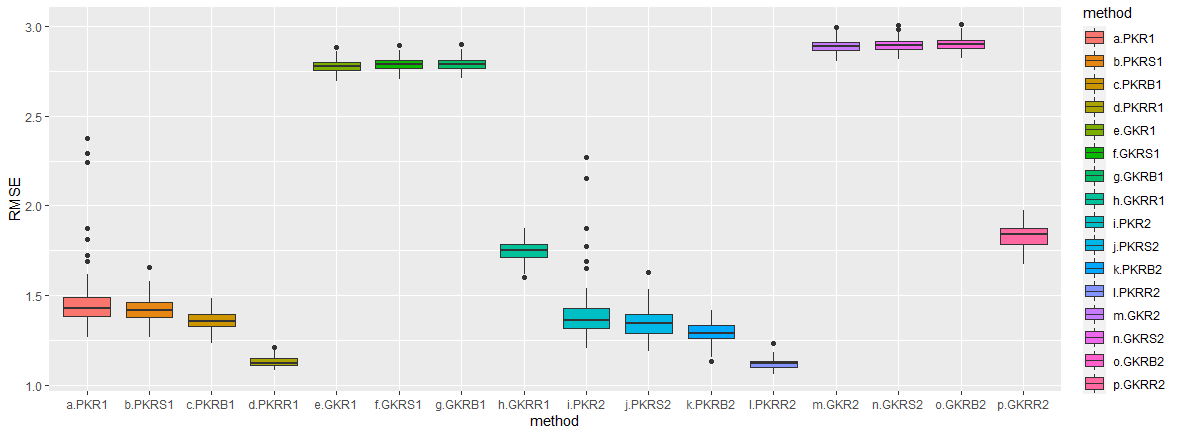 RMSE
3.0
2.5
2.0
1.5
1.0
a.PKR1 b.PKRS1 c.PKRB1 d.PKRR1 e.GKR1 f.GKRS1 g.GKRB1 h.GKRR1 i.PKR2 j.PKRS2 k.PKRB2 l.PKRR2 m.GKR2 n.GKRS2 o.GKRB2 p.GKRR2
method
method
a.PKR1
b.PKRS1
c.PKRB1
d.PKRR1
e.GKR1
f.GKRS1
g.GKRB1
h.GKRR1
i.PKR2
j.PKRS2
k.PKRB2
l.PKRR2
m.GKR2
n.GKRS2
o.GKRB2
p.GKRR2